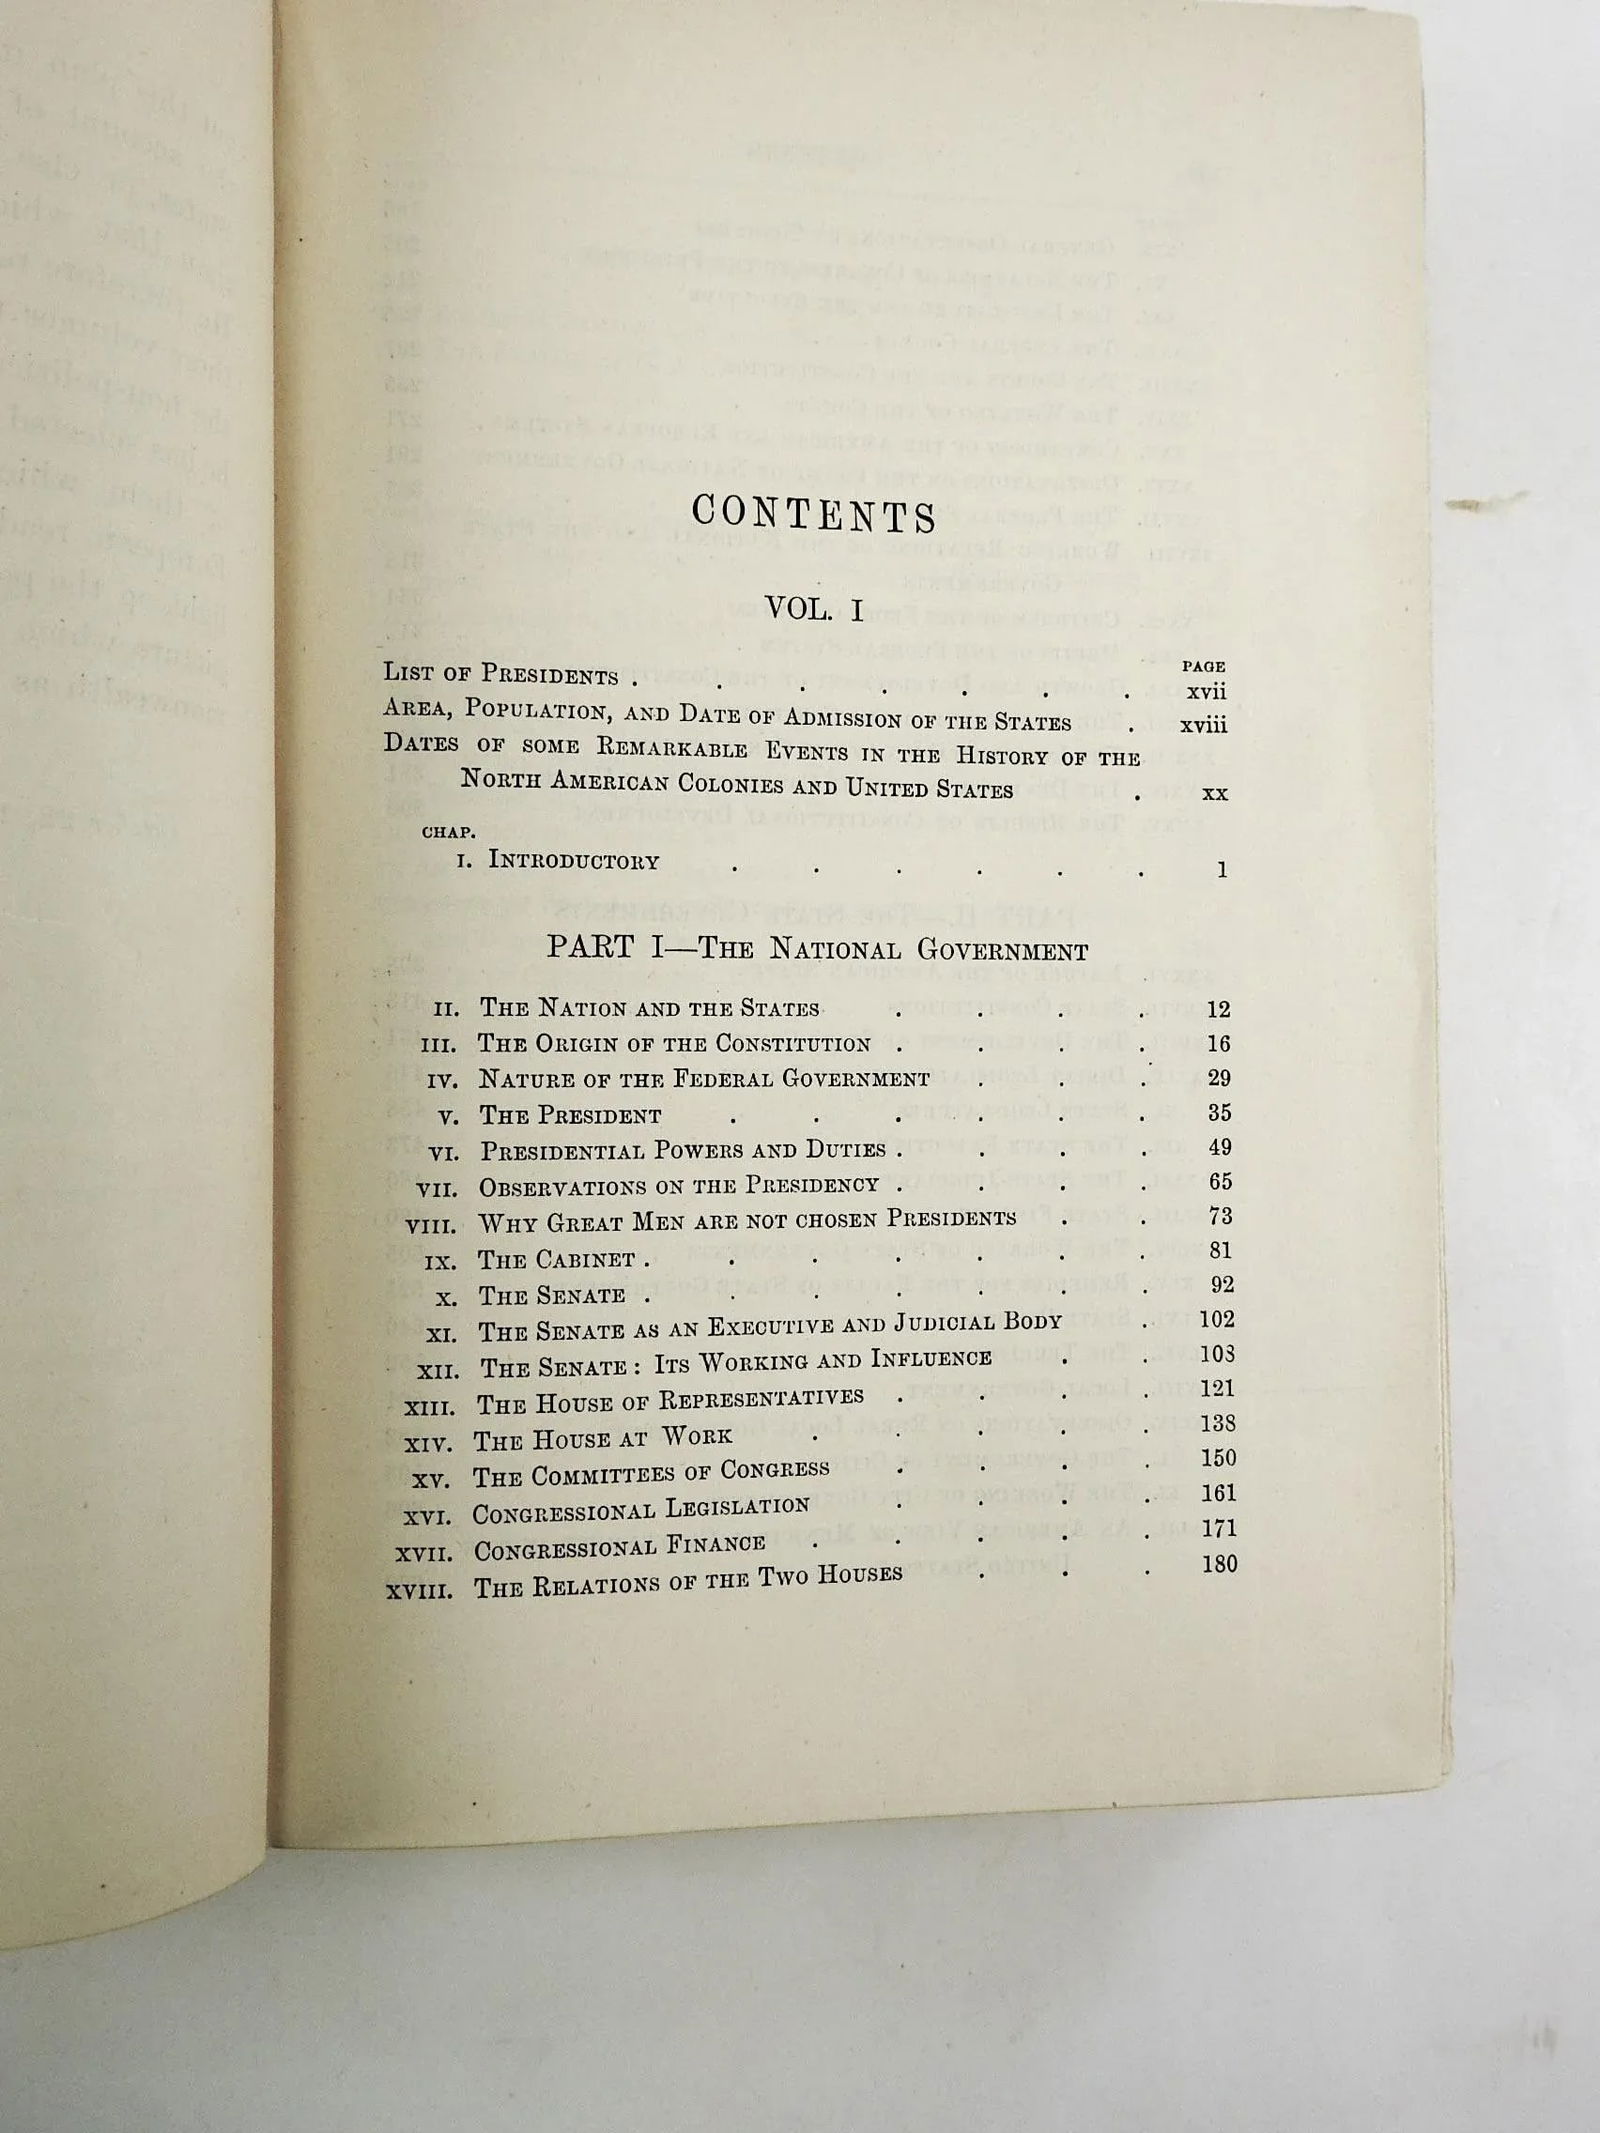 CONTENTS
VOL. I
PAGE
LIST OF PRESIDENTS . . . . . . . xvii
AREA, POPULATION, AND DATE OF ADMISSION OF THE STATES . xviii
DATES OF SOME REMARKABLE EVENTS IN THE HISTORY OF THE
NORTH AMERICAN COLONIES AND UNITED STATES . xx
CHAP.
I. INTRODUCTORY . . . . . . 1
PART I—THE NATIONAL GOVERNMENT
II. THE NATION AND THE STATES . . . . 12
III. THE ORIGIN OF THE CONSTITUTION . . . . 16
IV. NATURE OF THE FEDERAL GOVERNMENT . . . 29
V. THE PRESIDENT . . . . . . 35
VI. PRESIDENTIAL POWERS AND DUTIES . . . . 49
VII. OBSERVATIONS ON THE PRESIDENCY . . . . 65
VIII. WHY GREAT MEN ARE NOT CHOSEN PRESIDENTS . . 73
IX. THE CABINET . . . . . . . 81
X. THE SENATE . . . . . . . 92
XI. THE SENATE AS AN EXECUTIVE AND JUDICIAL BODY . 102
XII. THE SENATE: ITS WORKING AND INFLUENCE . . 108
XIII. THE HOUSE OF REPRESENTATIVES . . . . 121
XIV. THE HOUSE AT WORK . . . . . 138
XV. THE COMMITTEES OF CONGRESS . . . . 150
XVI. CONGRESSIONAL LEGISLATION . . . . 161
XVII. CONGRESSIONAL FINANCE . . . . . 171
XVIII. THE RELATIONS OF THE TWO HOUSES . . . 180